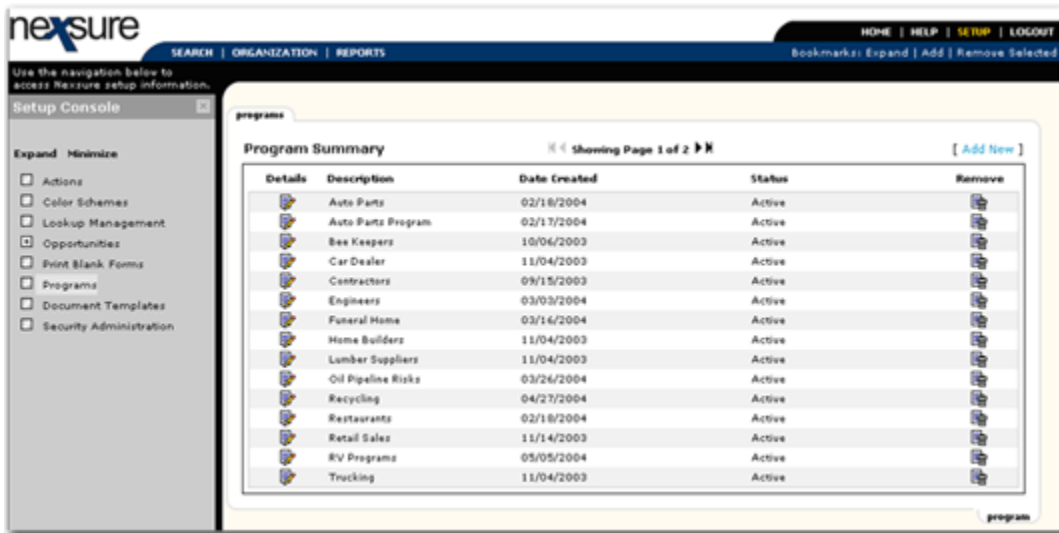 nexsure
HOME | HELP | SETUP | LOGOUT
SEARCH | ORGANIZATION | REPORTS
Bookmarks: Expand | Add | Remove Selected
Use the navigation below to
access Nexsure setup information.
Setup Console
Expand Minimize
Actions
Color Schemes
Lookup Management
Opportunities
Print Blank Forms
Programs
Document Templates
Security Administration
programs
Program Summary Showing Page 1 of 2 [ Add New ]
Details Description Date Created Status Remove
Auto Parts 02/18/2004 Active
Auto Parts Program 02/17/2004 Active
Bee Keepers 10/06/2003 Active
Car Dealer 11/04/2003 Active
Contractors 09/15/2003 Active
Engineers 03/03/2004 Active
Funeral Home 03/16/2004 Active
Home Builders 11/04/2003 Active
Lumber Suppliers 11/04/2003 Active
Oil Pipeline Risks 03/26/2004 Active
Recycling 04/27/2004 Active
Restaurants 02/18/2004 Active
Retail Sales 11/14/2003 Active
RV Programs 05/05/2004 Active
Trucking 11/04/2003 Active
program